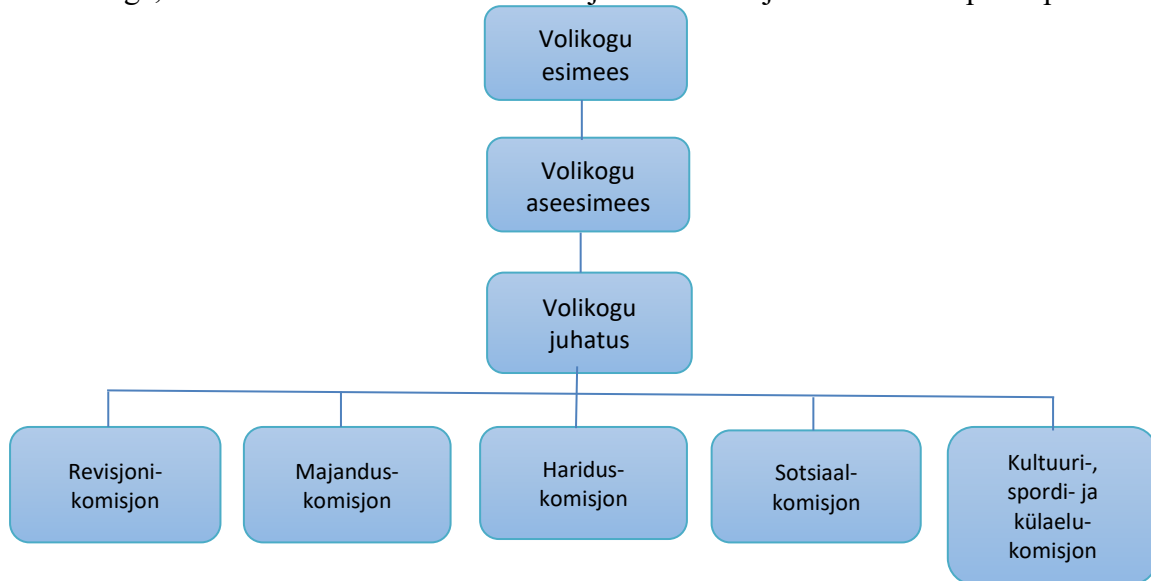 Volikogu
esimees
Volikogu
aseesimees
Volikogu
juhatus
Revisjoni-
komisjon
Majandus-
komisjon
Haridus-
komisjon
Sotsiaal-
komisjon
Kultuuri-,
spordi- ja
külaelu-
komisjon